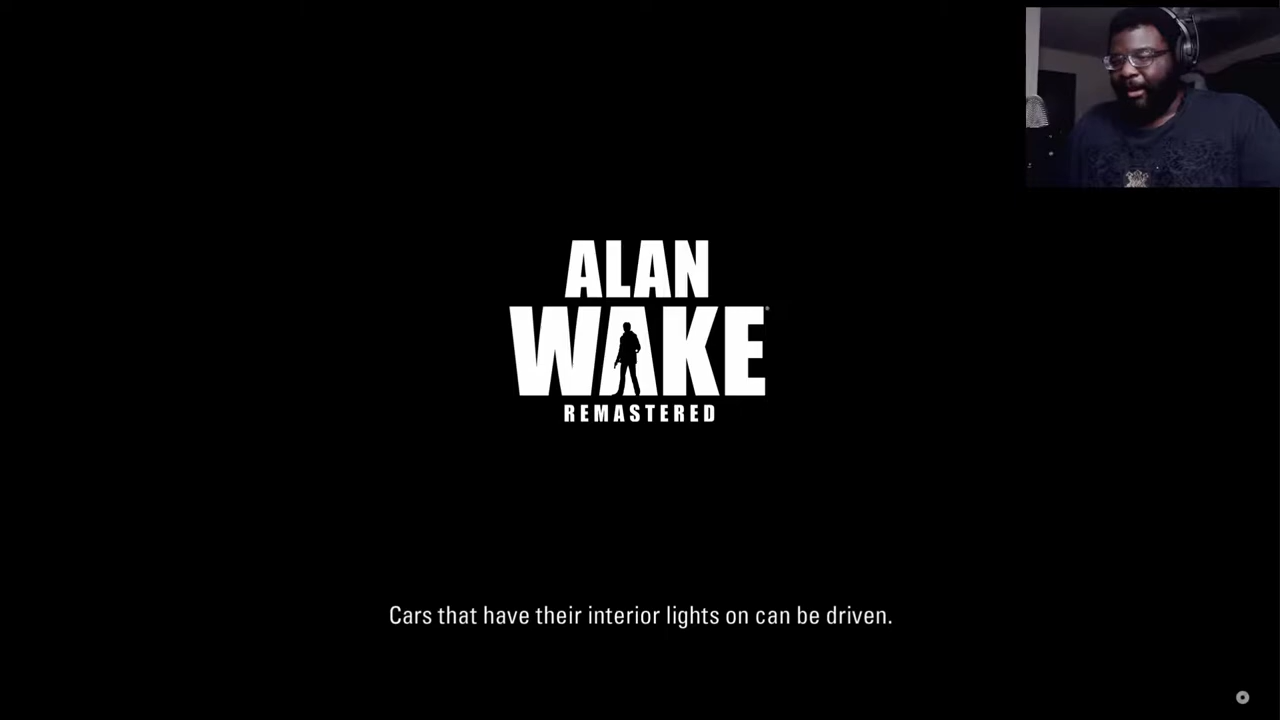 ALAN
WAKE
REMASTERED
Cars that have their interior lights on can be driven.